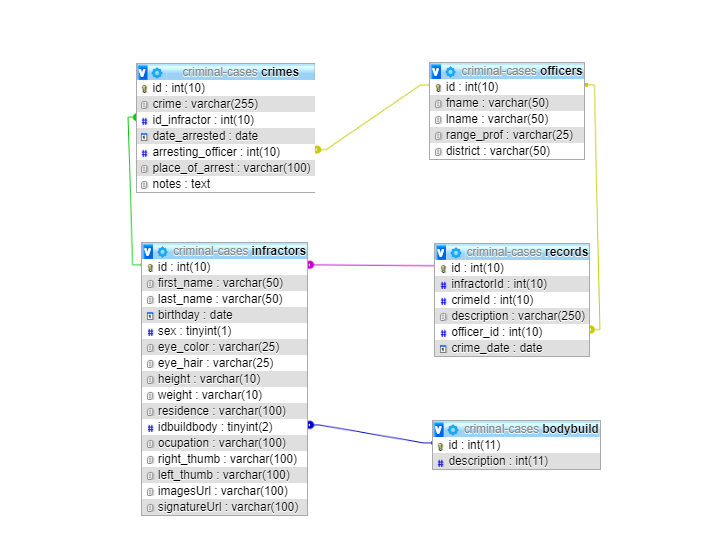 criminal-cases crimes
id : int(10)
crime : varchar(255)
id_infractor : int(10)
date_arrested : date
arresting_officer : int(10)
place_of_arrest : varchar(100)
notes : text
criminal-cases officers
id : int(10)
fname : varchar(50)
lname : varchar(50)
range_prof : varchar(25)
district : varchar(50)
criminal-cases infractors
id : int(10)
first_name : varchar(50)
last_name : varchar(50)
birthday : date
sex : tinyint(1)
eye_color : varchar(25)
eye_hair : varchar(25)
height : varchar(10)
weight : varchar(10)
residence : varchar(100)
idbuildbody : tinyint(2)
ocupation : varchar(100)
right_thumb : varchar(100)
left_thumb : varchar(100)
imagesUrl : varchar(100)
signatureUrl : varchar(100)
criminal-cases records
id : int(10)
infractorId : int(10)
crimeId : int(10)
description : varchar(250)
officer_id : int(10)
crime_date : date
criminal-cases bodybuild
id : int(11)
description : int(11)